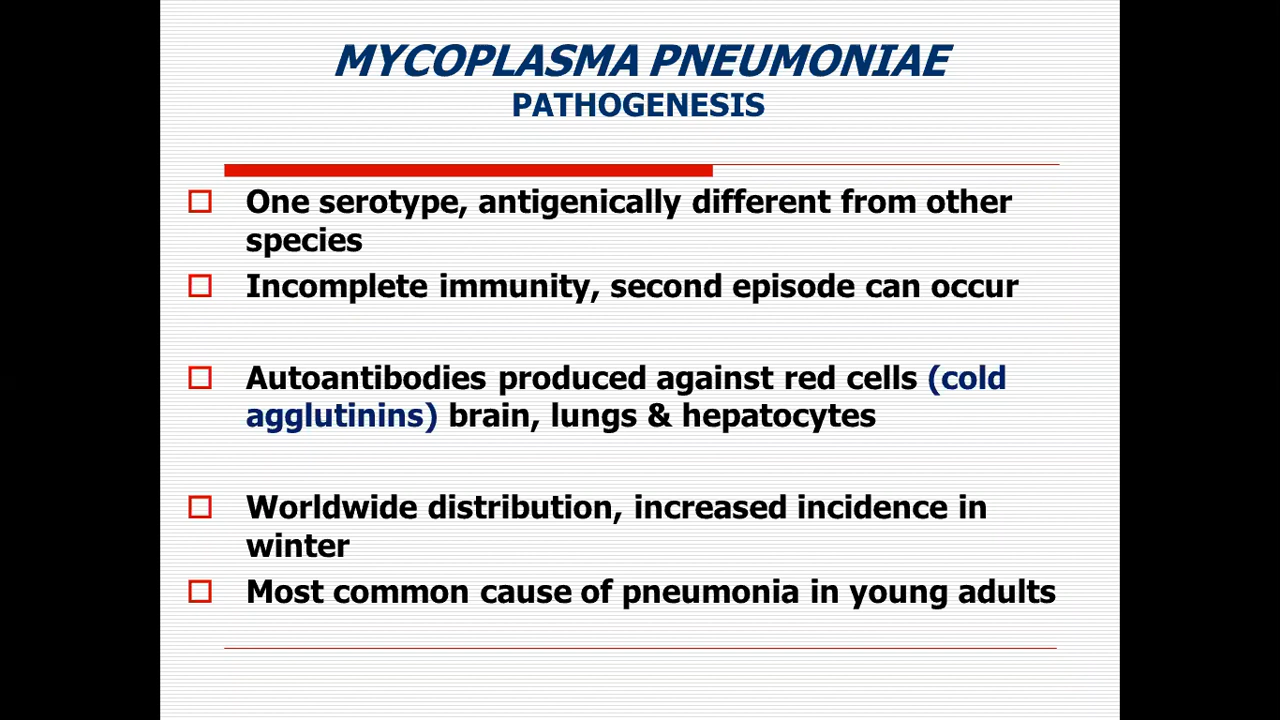 MYCOPLASMA PNEUMONIAE
PATHOGENESIS
One serotype, antigenically different from other
species
Incomplete immunity, second episode can occur
Autoantibodies produced against red cells (cold
agglutinins) brain, lungs & hepatocytes
Worldwide distribution, increased incidence in
winter
Most common cause of pneumonia in young adults